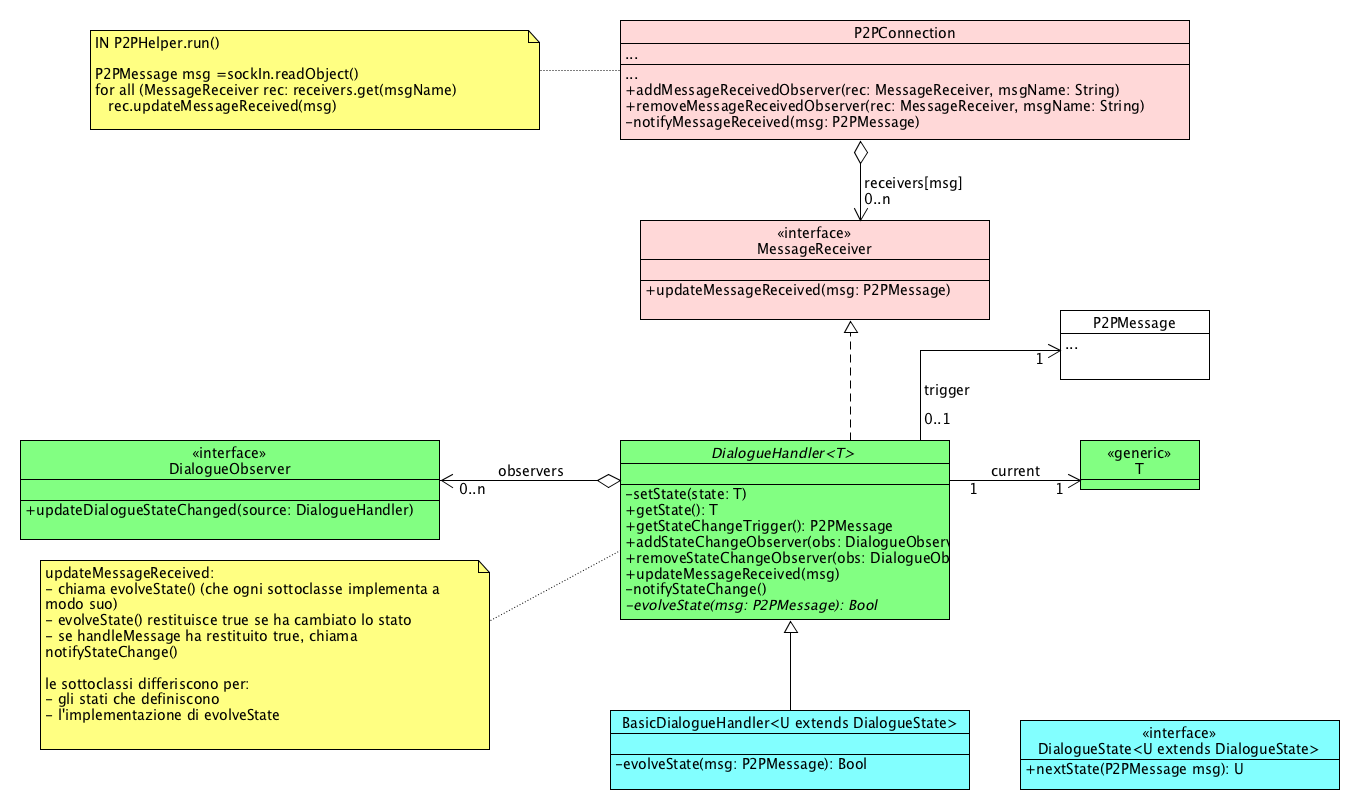 IN P2PHelper.run()
P2PMessage msg =sockIn.readObject()
for all (MessageReceiver rec: receivers.get(msgName)
rec.updateMessageReceived(msg)
P2PConnection
...
...
+addMessageReceivedObserver(rec: MessageReceiver, msgName: String)
+removeMessageReceivedObserver(rec: MessageReceiver, msgName: String)
-notifyMessageReceived(msg: P2PMessage)
receivers[msg]
0..n
«interface»
MessageReceiver
+updateMessageReceived(msg: P2PMessage)
P2PMessage
...
1
trigger
0..1
«interface»
DialogueObserver
+updateDialogueStateChanged(source: DialogueHandler)
observers
0..n
DialogueHandler<T>
-setState(state: T)
+getState(): T
+getStateChangeTrigger(): P2PMessage
+addStateChangeObserver(obs: DialogueObserv
+removeStateChangeObserver(obs: DialogueOb
+updateMessageReceived(msg)
-notifyStateChange()
-evolveState(msg: P2PMessage): Bool
current
1
1
«generic»
T
updateMessageReceived:
- chiama evolveState() (che ogni sottoclasse implementa a
modo suo)
- evolveState() restituisce true se ha cambiato lo stato
- se handleMessage ha restituito true, chiama
notifyStateChange()
le sottoclassi differiscono per:
- gli stati che definiscono
- l'implementazione di evolveState
BasicDialogueHandler<U extends DialogueState>
-evolveState(msg: P2PMessage): Bool
«interface»
DialogueState<U extends DialogueState>
+nextState(P2PMessage msg): U